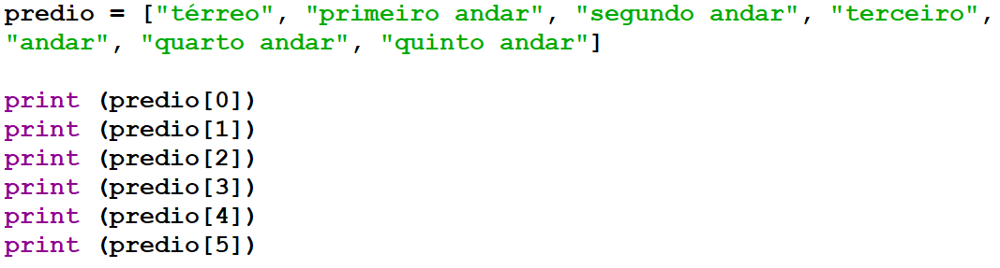 predio = ["térreo", "primeiro andar", "segundo andar", "terceiro",
"andar", "quarto andar", "quinto andar"]
print (predio[0])
print (predio[1])
print (predio[2])
print (predio[3])
print (predio[4])
print (predio[5])